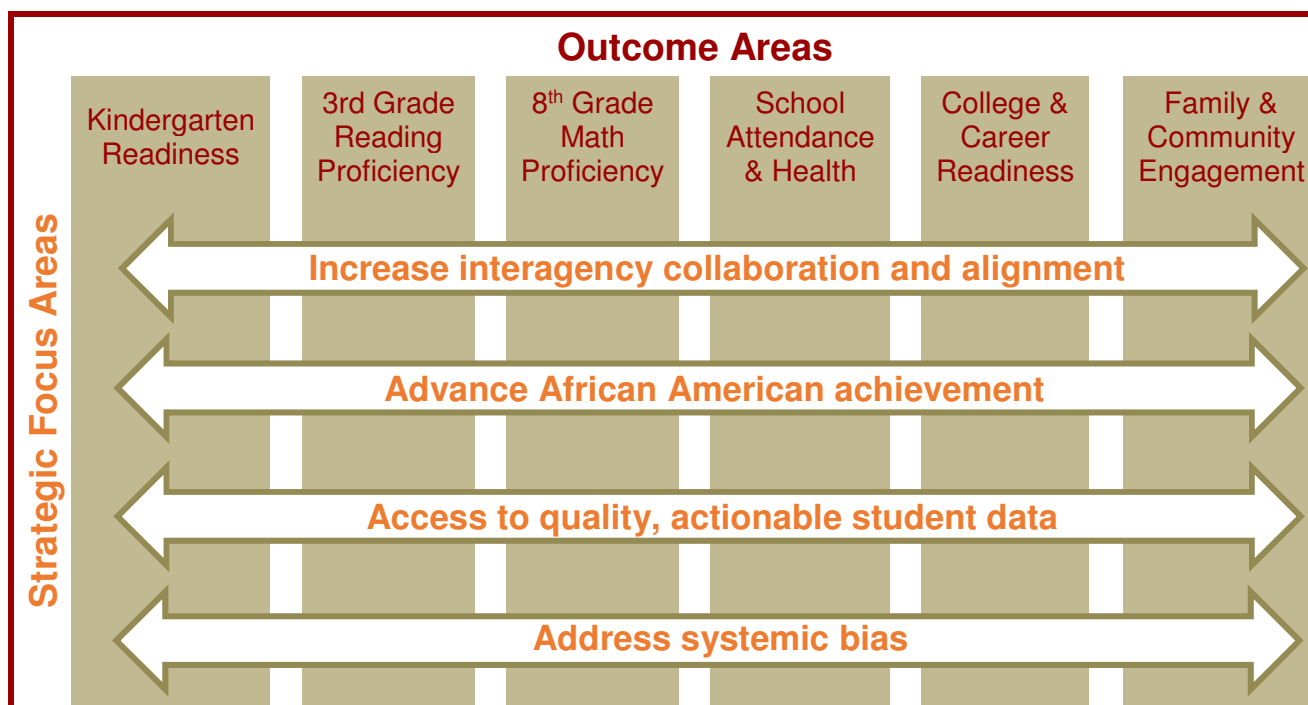 Outcome Areas
Kindergarten
Readiness
3rd Grade
Reading
Proficiency
8th Grade
Math
Proficiency
School
Attendance
& Health
College &
Career
Readiness
Family &
Community
Engagement
Strategic Focus Areas
Increase interagency collaboration and alignment
Advance African American achievement
Access to quality, actionable student data
Address systemic bias